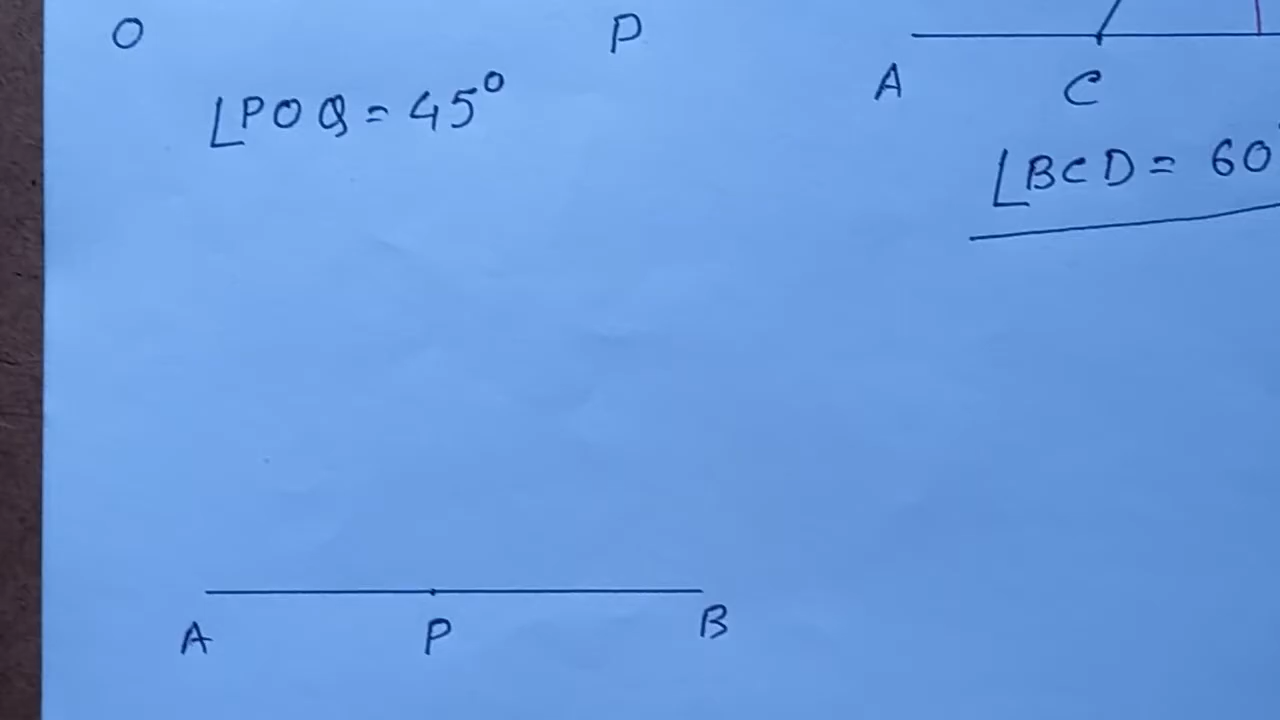 O P
A C
∠POQ = 45°
∠BCD = 60°
A P B